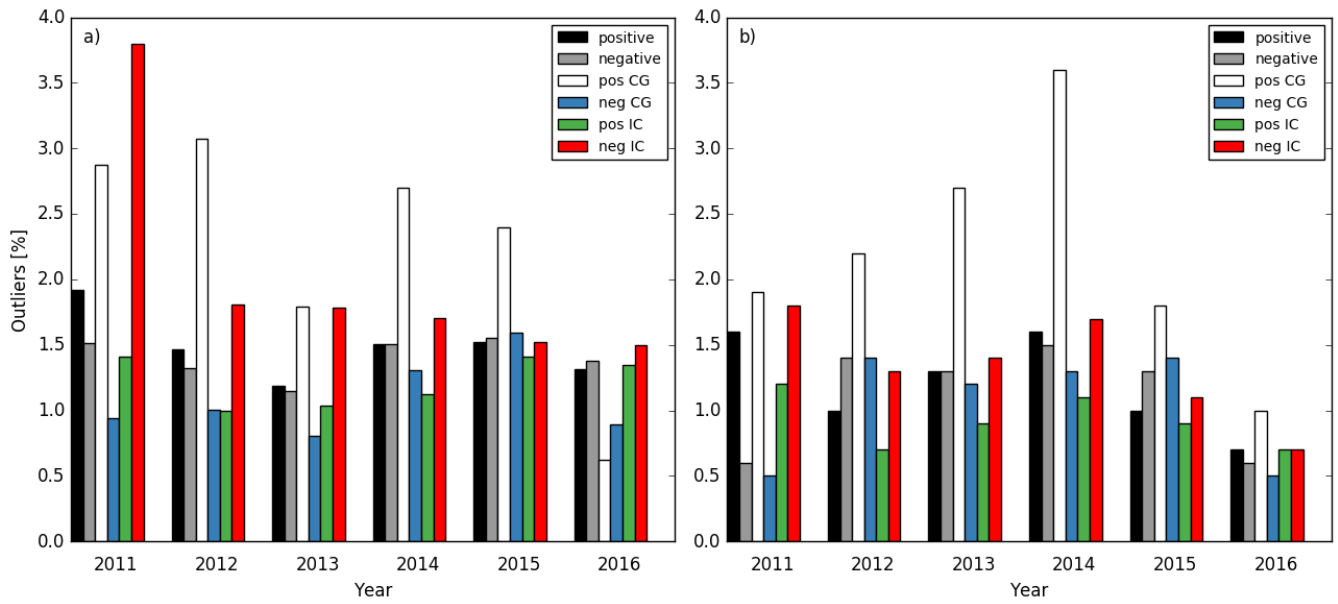 4.0
3.5
3.0
2.5
2.0
1.5
1.0
0.5
0.0
Outliers [%]
a)
positive
negative
pos CG
neg CG
pos IC
neg IC
2011 2012 2013 2014 2015 2016
Year
4.0
3.5
3.0
2.5
2.0
1.5
1.0
0.5
0.0
b)
positive
negative
pos CG
neg CG
pos IC
neg IC
2011 2012 2013 2014 2015 2016
Year